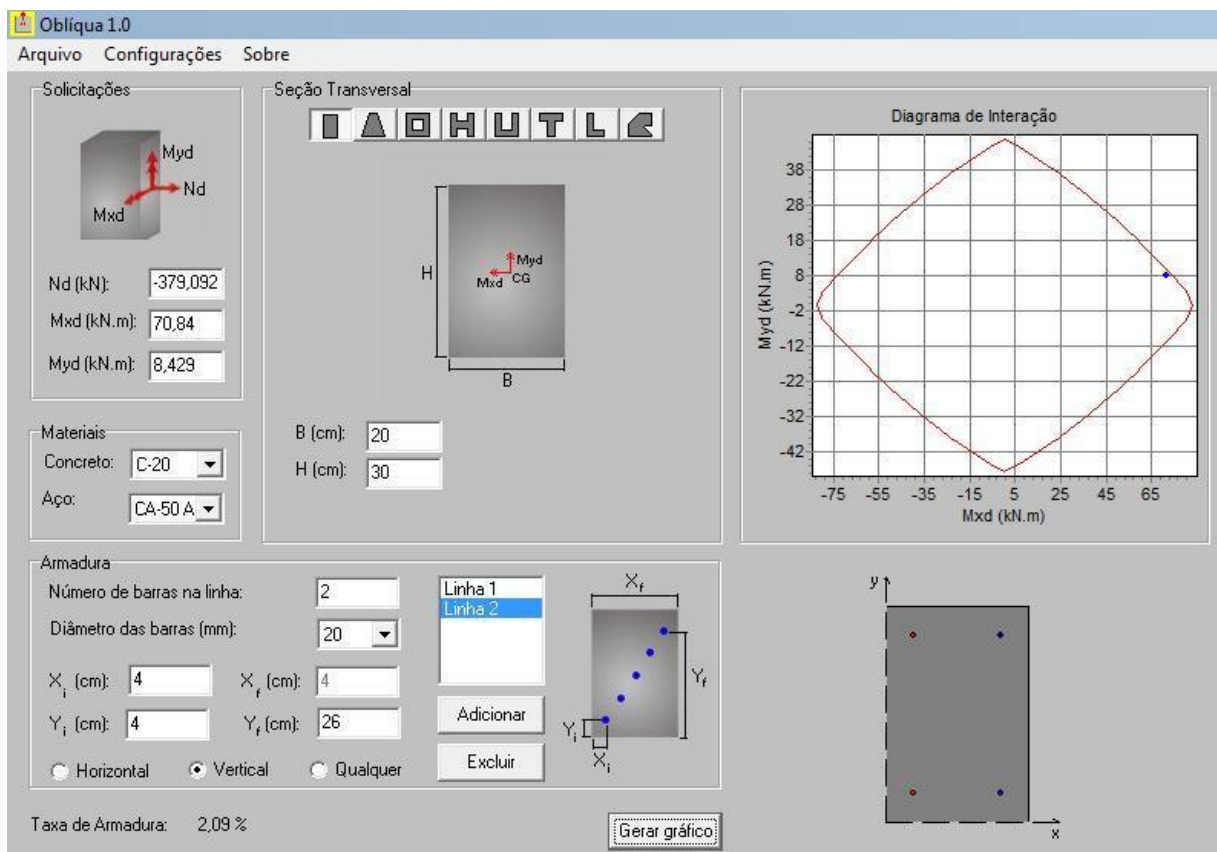 Oblíqua 1.0
Arquivo Configurações Sobre
Solicitações
Myd
Nd
Mxd
Nd (kN): -379,092
Mxd (kN.m): 70,84
Myd (kN.m): 8,429
Materiais
Concreto: C-20
Aço: CA-50 A
Seção Transversal
H
Myd
Mxd CG
B
B (cm): 20
H (cm): 30
Diagrama de Interação
38
28
18
8
-2
-12
-22
-32
-42
Myd (kN.m)
-75 -55 -35 -15 5 25 45 65
Mxd (kN.m)
Armadura
Número de barras na linha: 2
Diâmetro das barras (mm): 20
Xi (cm): 4 Xf (cm): 4
Yi (cm): 4 Yf (cm): 26
Horizontal Vertical Qualquer
Linha 1
Linha 2
Adicionar
Excluir
Xf
Yf
Yi
Xi
Taxa de Armadura: 2,09 %
Gerar gráfico
y
x